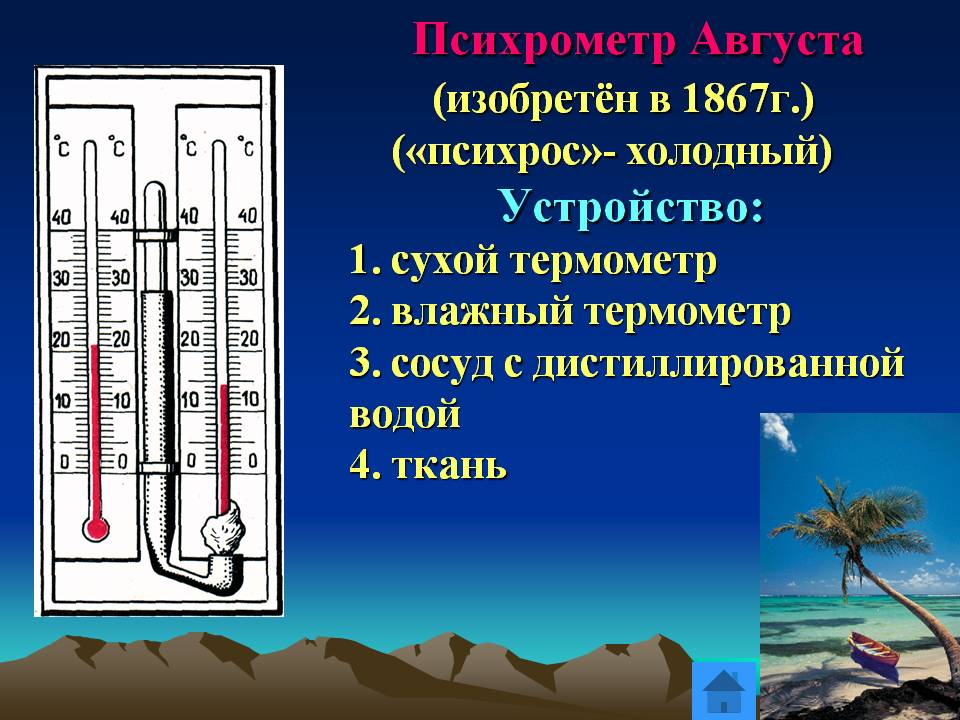 Психрометр Августа
(изобретён в 1867г.)
(«психрос»- холодный)
Устройство:
1. сухой термометр
2. влажный термометр
3. сосуд с дистиллированной
водой
4. ткань
°С °С °С °С
40 40 40 40
30 30 30 30
20 20 20 20
10 10 10 10
0 0 0 0